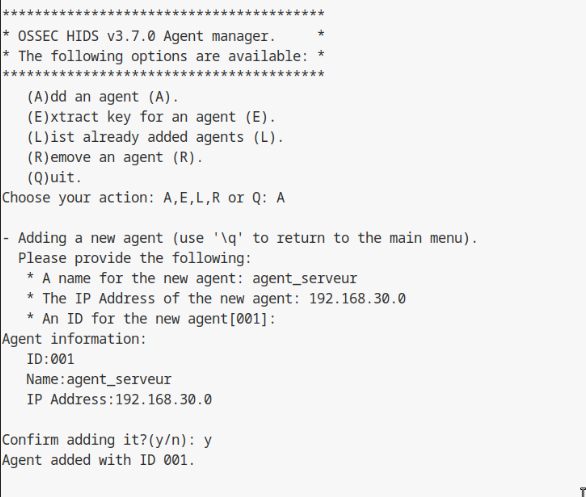 ****************************************
* OSSEC HIDS v3.7.0 Agent manager.     *
* The following options are available: *
****************************************
   (A)dd an agent (A).
   (E)xtract key for an agent (E).
   (L)ist already added agents (L).
   (R)emove an agent (R).
   (Q)uit.
Choose your action: A,E,L,R or Q: A

- Adding a new agent (use '\q' to return to the main menu).
  Please provide the following:
   * A name for the new agent: agent_serveur
   * The IP Address of the new agent: 192.168.30.0
   * An ID for the new agent[001]:
Agent information:
   ID:001
   Name:agent_serveur
   IP Address:192.168.30.0

Confirm adding it?(y/n): y
Agent added with ID 001.